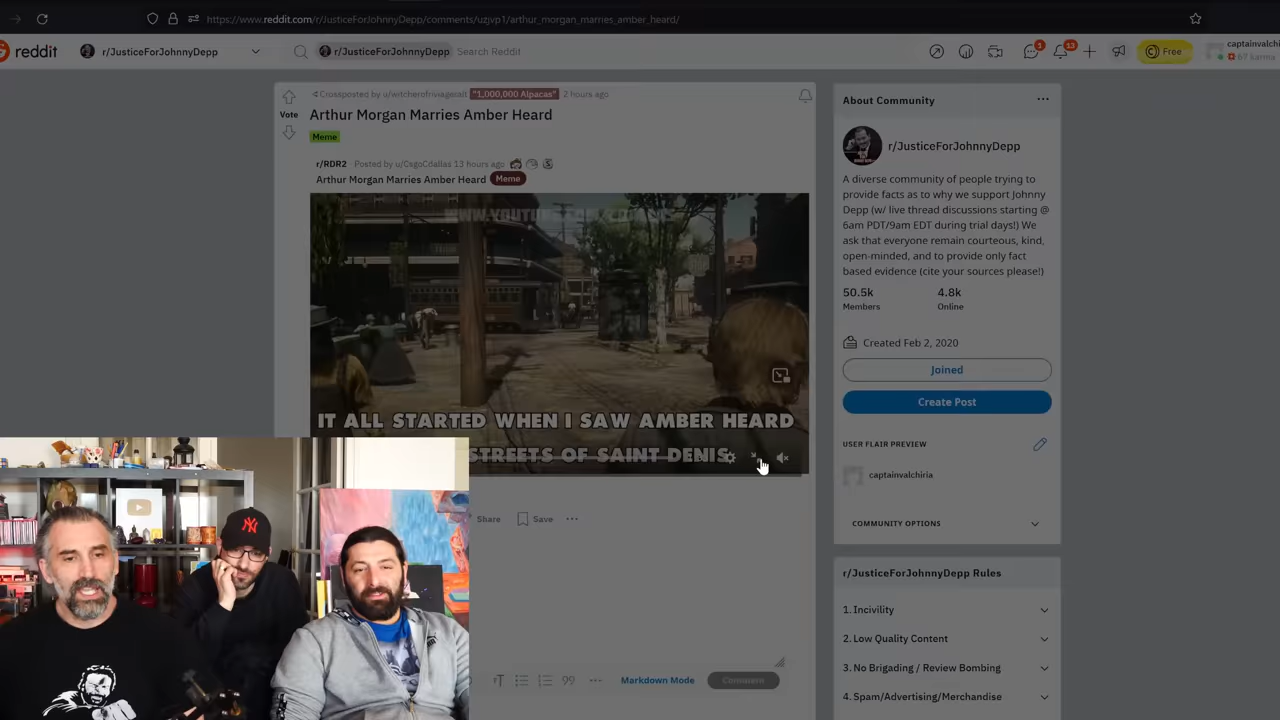 https://www.reddit.com/r/JusticeForJohnnyDepp/comments/uzjvp1/arthur_morgan_marries_amber_heard/
reddit
r/JusticeForJohnnyDepp
r/JusticeForJohnnyDepp
Search Reddit
1
13
Free
captainvalchi
67 karma
Vote
Crossposted by u/witcherofriviageralt
"1,000,000 Alpacas"
2 hours ago
Arthur Morgan Marries Amber Heard
Meme
r/RDR2 · Posted by u/CsgoCdallas 13 hours ago
Arthur Morgan Marries Amber Heard
Meme
IT ALL STARTED WHEN I SAW AMBER HEARD
STREETS OF SAINT DENIS
Share
Save
Markdown Mode
Comment
About Community
r/JusticeForJohnnyDepp
A diverse community of people trying to
provide facts as to why we support Johnny
Depp (w/ live thread discussions starting @
6am PDT/9am EDT during trial days!) We
ask that everyone remain courteous, kind,
open-minded, and to provide only fact
based evidence (cite your sources please!)
50.5k
Members
4.8k
Online
Created Feb 2, 2020
Joined
Create Post
USER FLAIR PREVIEW
captainvalchiria
COMMUNITY OPTIONS
r/JusticeForJohnnyDepp Rules
1. Incivility
2. Low Quality Content
3. No Brigading / Review Bombing
4. Spam/Advertising/Merchandise